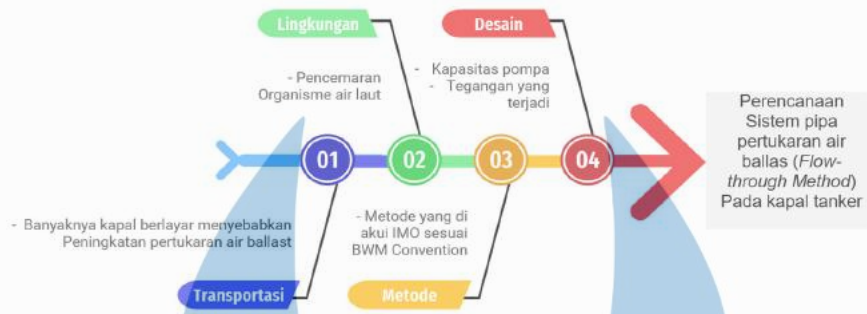 Lingkungan
- Pencemaran
Organisme air laut
Desain
- Kapasitas pompa
- Tegangan yang
terjadi
01
02
03
04
Perencanaan
Sistem pipa
pertukaran air
ballas (Flow-
through Method)
Pada kapal tanker
- Banyaknya kapal berlayar menyebabkan
Peningkatan pertukaran air ballast
Transportasi
- Metode yang di
akui IMO sesuai
BWM Convention
Metode